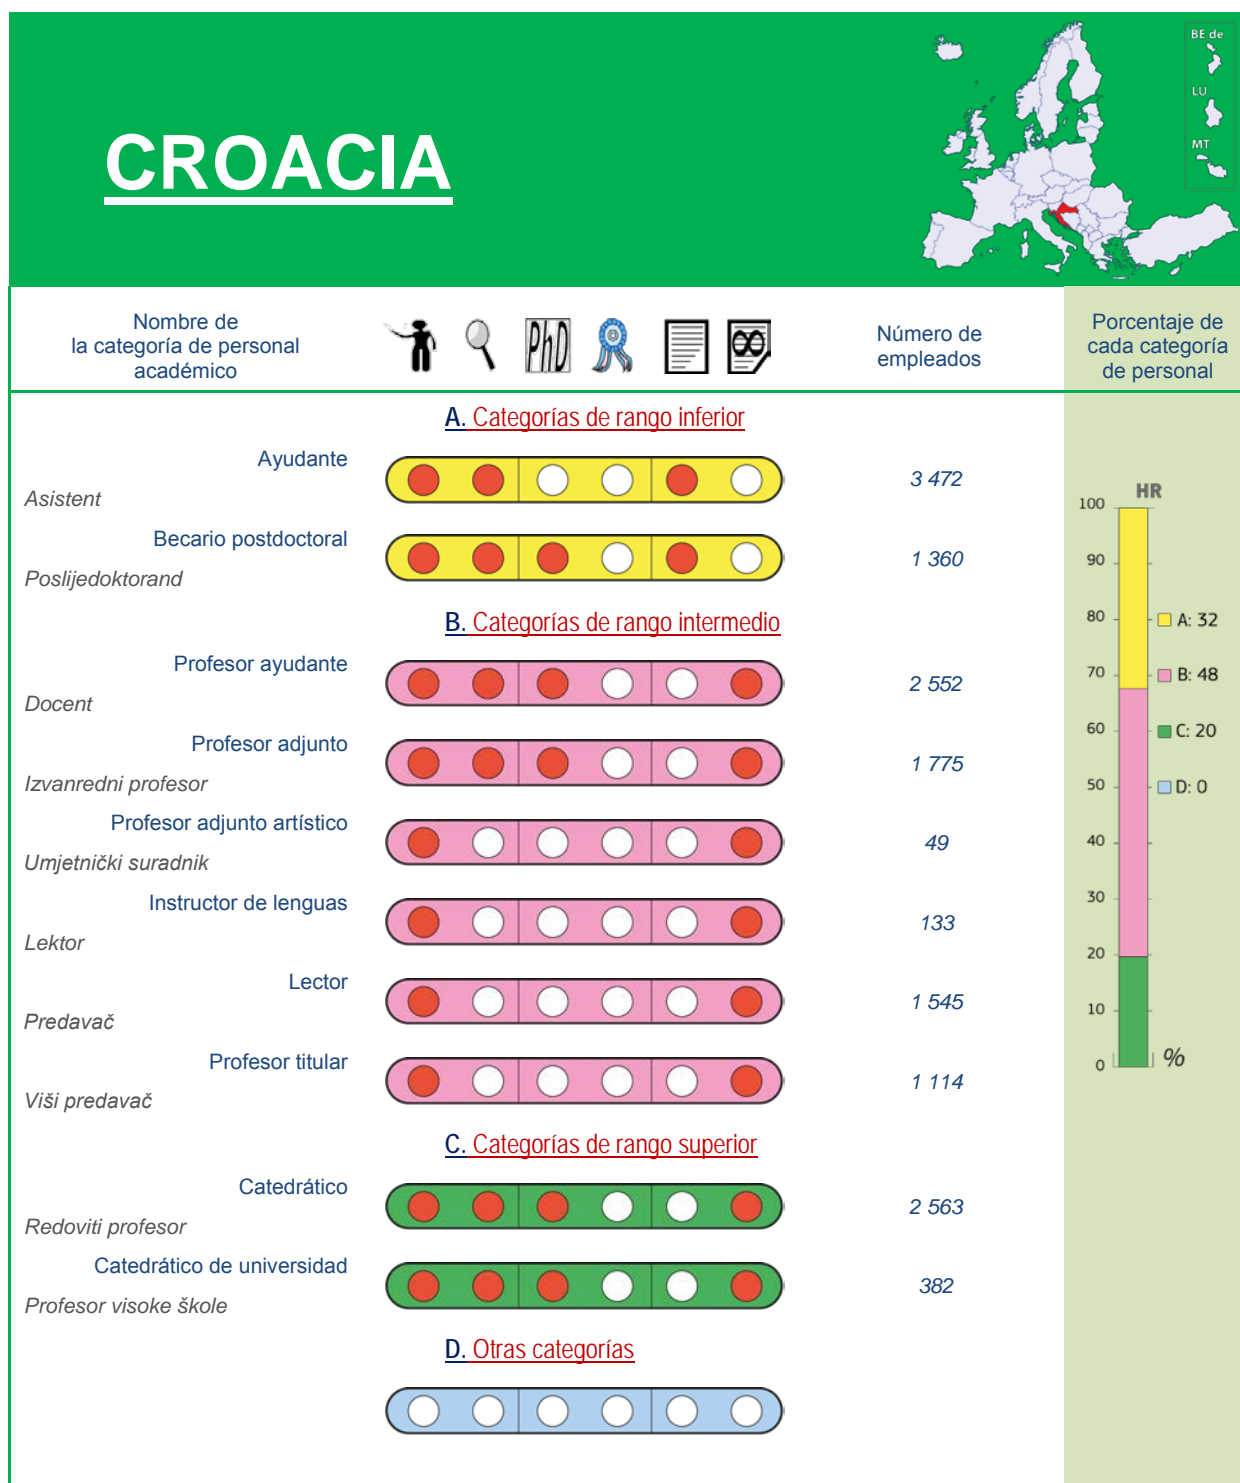 CROACIA
BE de
LU
MT
Nombre de
la categoría de personal
académico
PhD
Número de
empleados
Porcentaje de
cada categoría
de personal
A. Categorías de rango inferior
Ayudante
Asistent
3 472
Becario postdoctoral
Poslijedoktorand
1 360
B. Categorías de rango intermedio
Profesor ayudante
Docent
2 552
Profesor adjunto
Izvanredni profesor
1 775
Profesor adjunto artístico
Umjetnički suradnik
49
Instructor de lenguas
Lektor
133
Lector
Predavač
1 545
Profesor titular
Viši predavač
1 114
C. Categorías de rango superior
Catedrático
Redoviti profesor
2 563
Catedrático de universidad
Profesor visoke škole
382
D. Otras categorías
HR
100
90
80
70
60
50
40
30
20
10
0
%
A: 32
B: 48
C: 20
D: 0